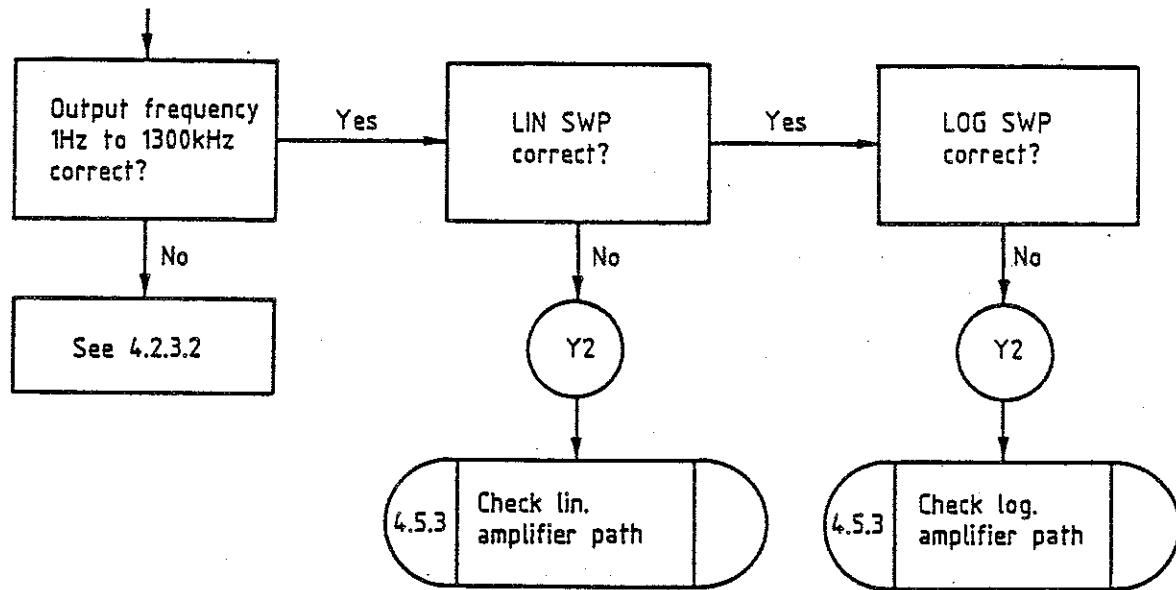 Output frequency
1Hz to 1300kHz
correct?
Yes
LIN SWP
correct?
Yes
LOG SWP
correct?
No
No
No
See 4.2.3.2
Y2
Y2
4.5.3
Check lin.
amplifier path
4.5.3
Check log.
amplifier path